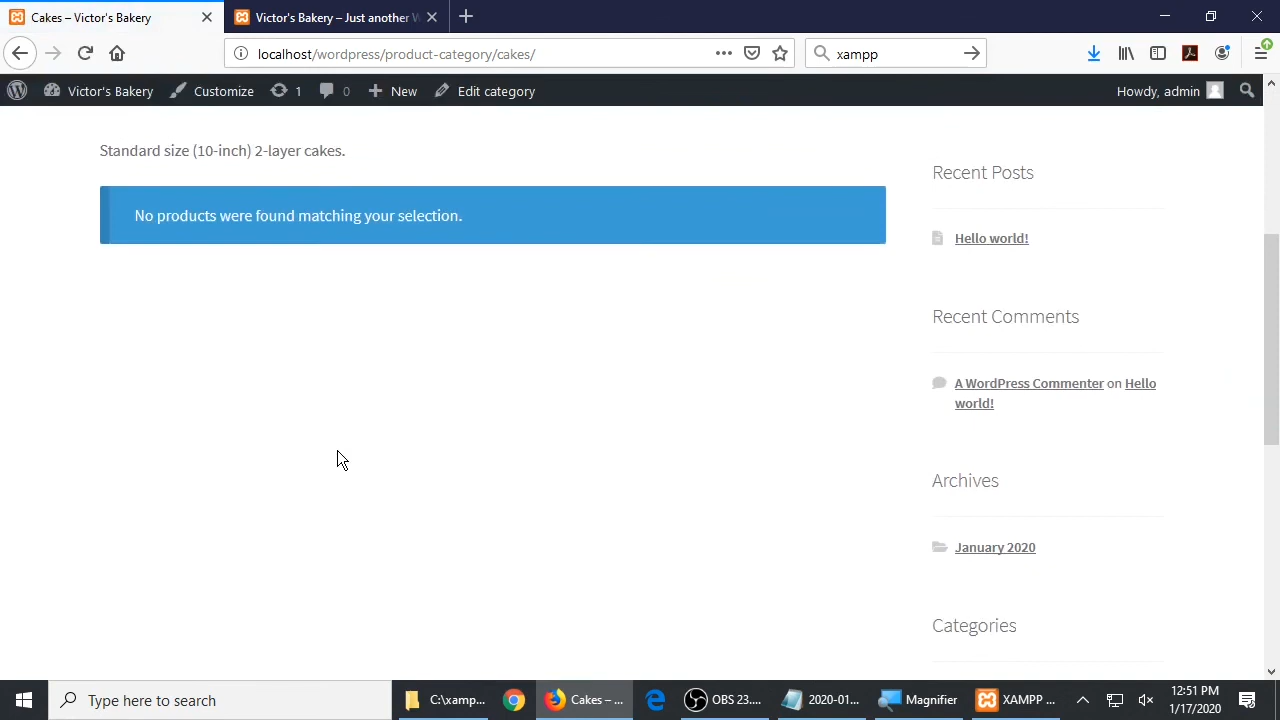 Cakes – Victor's Bakery
Victor's Bakery – Just another W
localhost/wordpress/product-category/cakes/
xampp
Victor's Bakery
Customize
1
0
New
Edit category
Howdy, admin
Standard size (10-inch) 2-layer cakes.
No products were found matching your selection.
Recent Posts
Hello world!
Recent Comments
A WordPress Commenter on Hello
world!
Archives
January 2020
Categories
Type here to search
C:\xamp...
Cakes – ...
OBS 23....
2020-01...
Magnifier
XAMPP ...
12:51 PM
1/17/2020